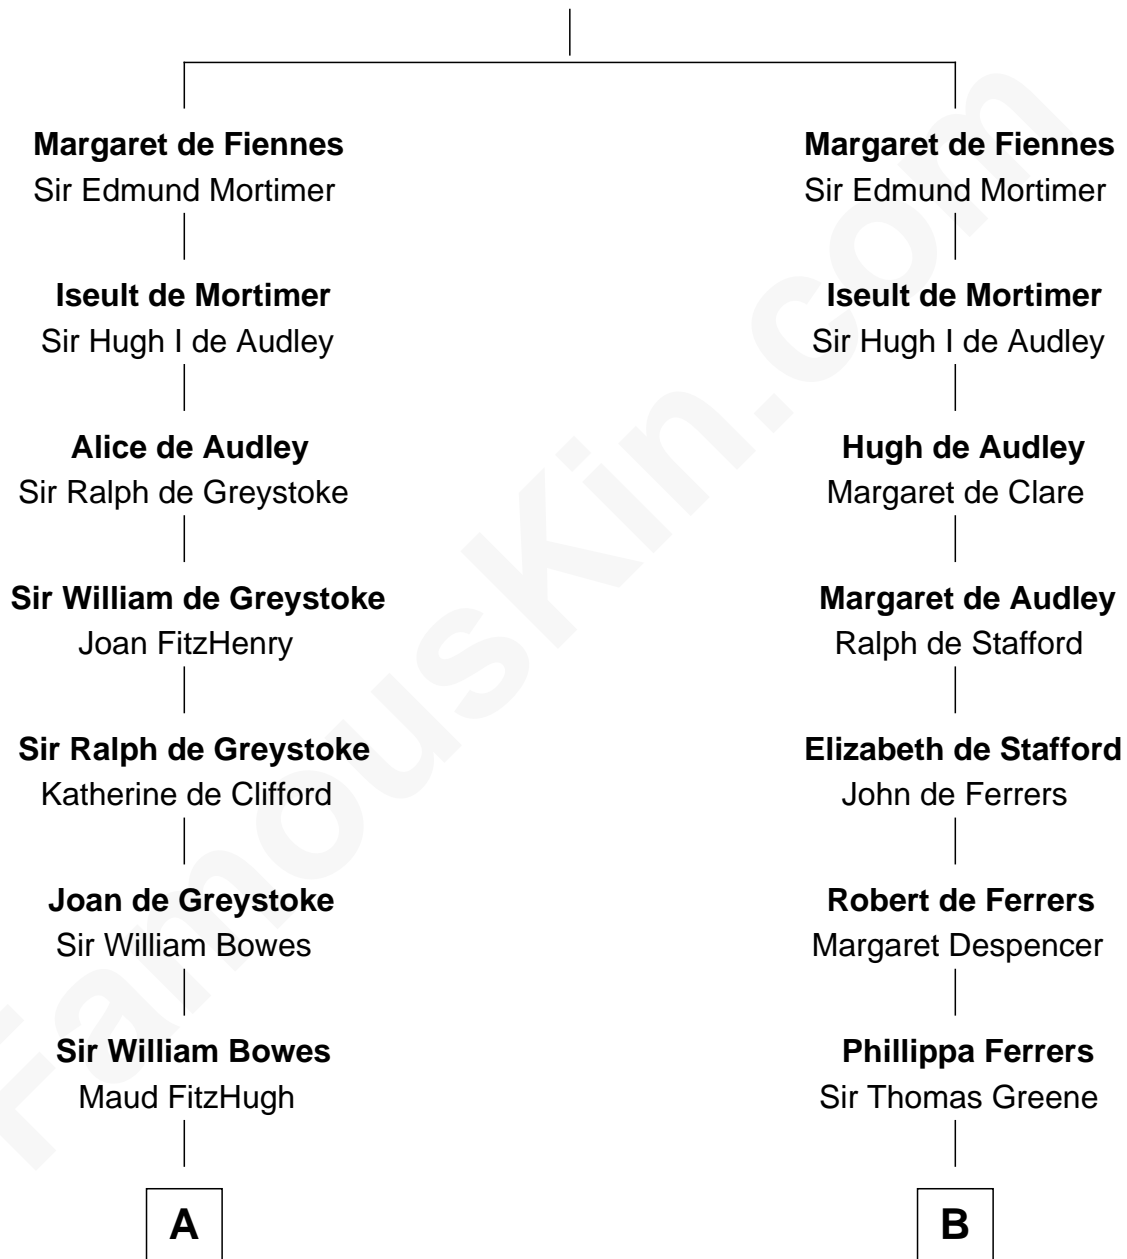 Margaret de Fiennes
Sir Edmund Mortimer
Iseult de Mortimer
Sir Hugh I de Audley
Alice de Audley
Sir Ralph de Greystoke
Sir William de Greystoke
Joan FitzHenry
Sir Ralph de Greystoke
Katherine de Clifford
Joan de Greystoke
Sir William Bowes
Sir William Bowes
Maud FitzHugh
A
Margaret de Fiennes
Sir Edmund Mortimer
Iseult de Mortimer
Sir Hugh I de Audley
Hugh de Audley
Margaret de Clare
Margaret de Audley
Ralph de Stafford
Elizabeth de Stafford
John de Ferrers
Robert de Ferrers
Margaret Despencer
Phillippa Ferrers
Sir Thomas Greene
B
FamousKin.com